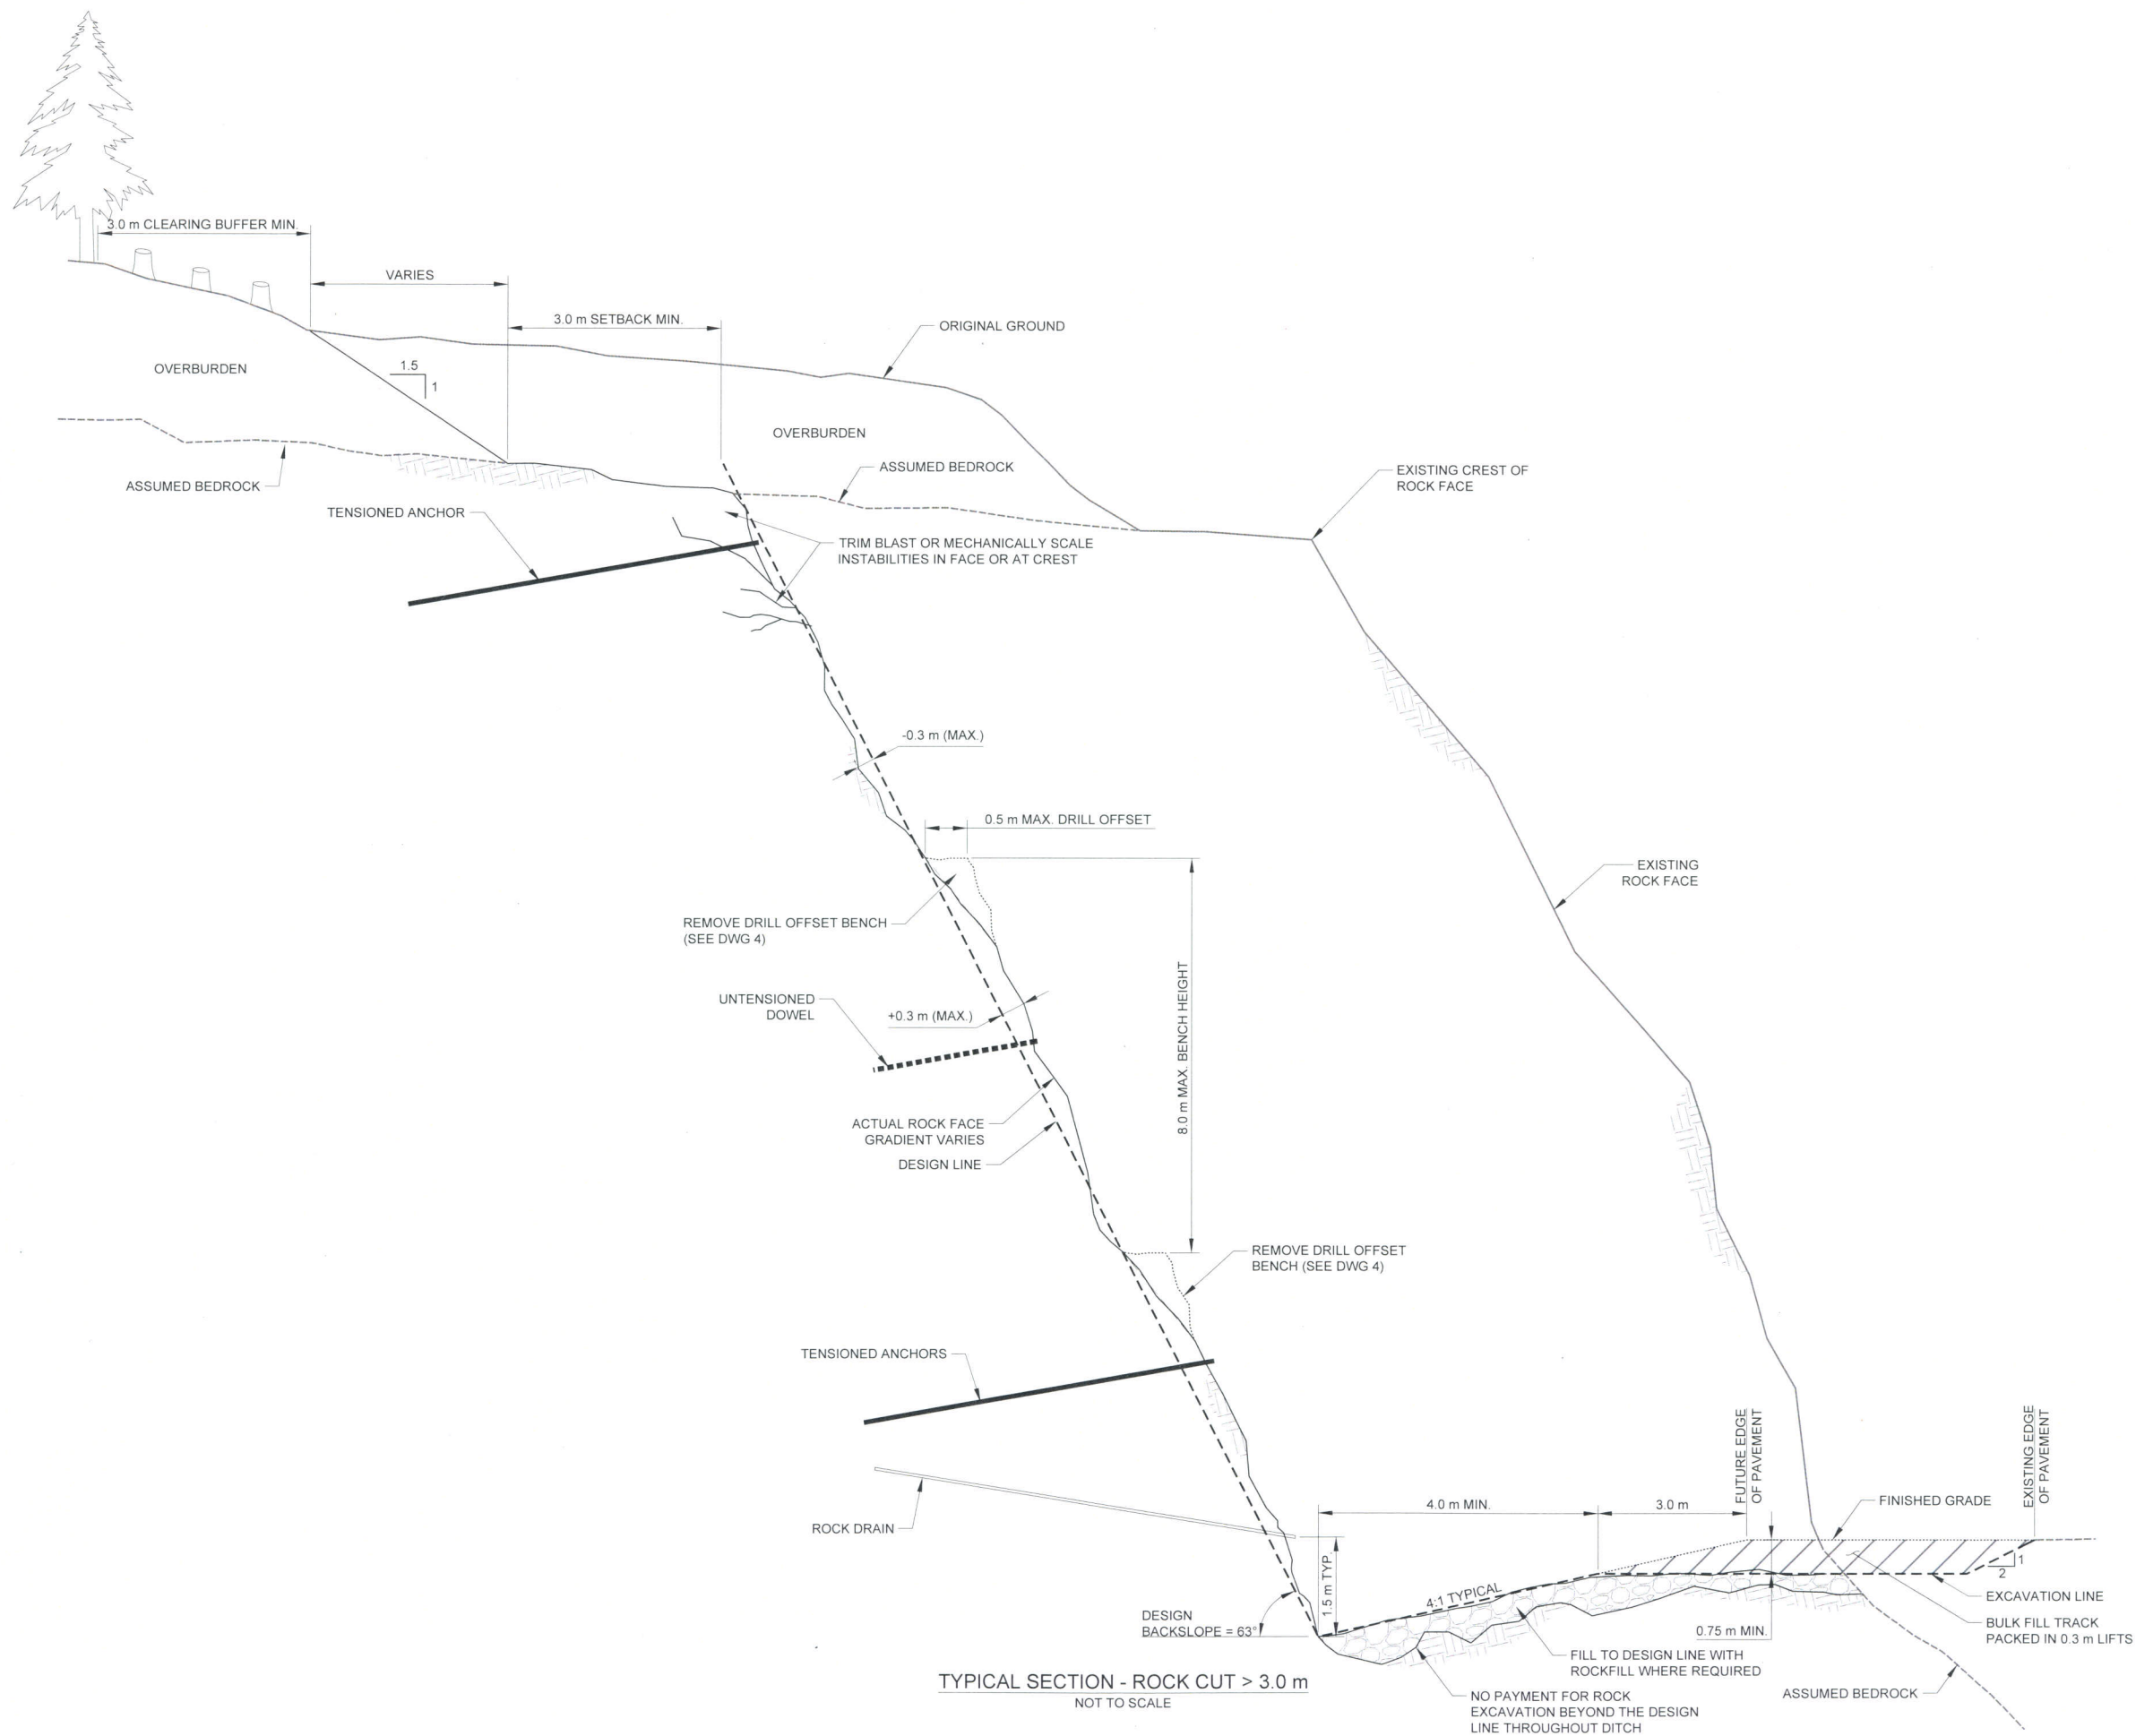 3.0 m CLEARING BUFFER MIN.
VARIES
3.0 m SETBACK MIN.
ORIGINAL GROUND
OVERBURDEN
1.5
1
OVERBURDEN
ASSUMED BEDROCK
EXISTING CREST OF
ROCK FACE
ASSUMED BEDROCK
TENSIONED ANCHOR
TRIM BLAST OR MECHANICALLY SCALE
INSTABILITIES IN FACE OR AT CREST
-0.3 m (MAX.)
0.5 m MAX. DRILL OFFSET
EXISTING
ROCK FACE
REMOVE DRILL OFFSET BENCH
(SEE DWG 4)
8.0 m MAX. BENCH HEIGHT
UNTENSIONED
DOWEL
+0.3 m (MAX.)
ACTUAL ROCK FACE
GRADIENT VARIES
DESIGN LINE
REMOVE DRILL OFFSET
BENCH (SEE DWG 4)
TENSIONED ANCHORS
FUTURE EDGE
OF PAVEMENT
EXISTING EDGE
OF PAVEMENT
4.0 m MIN.
3.0 m
FINISHED GRADE
ROCK DRAIN
1.5 m TYP.
4:1 TYPICAL
1
2
EXCAVATION LINE
DESIGN
BACKSLOPE = 63°
0.75 m MIN.
BULK FILL TRACK
PACKED IN 0.3 m LIFTS
FILL TO DESIGN LINE WITH
ROCKFILL WHERE REQUIRED
ASSUMED BEDROCK
NO PAYMENT FOR ROCK
EXCAVATION BEYOND THE DESIGN
LINE THROUGHOUT DITCH
TYPICAL SECTION - ROCK CUT > 3.0 m
NOT TO SCALE